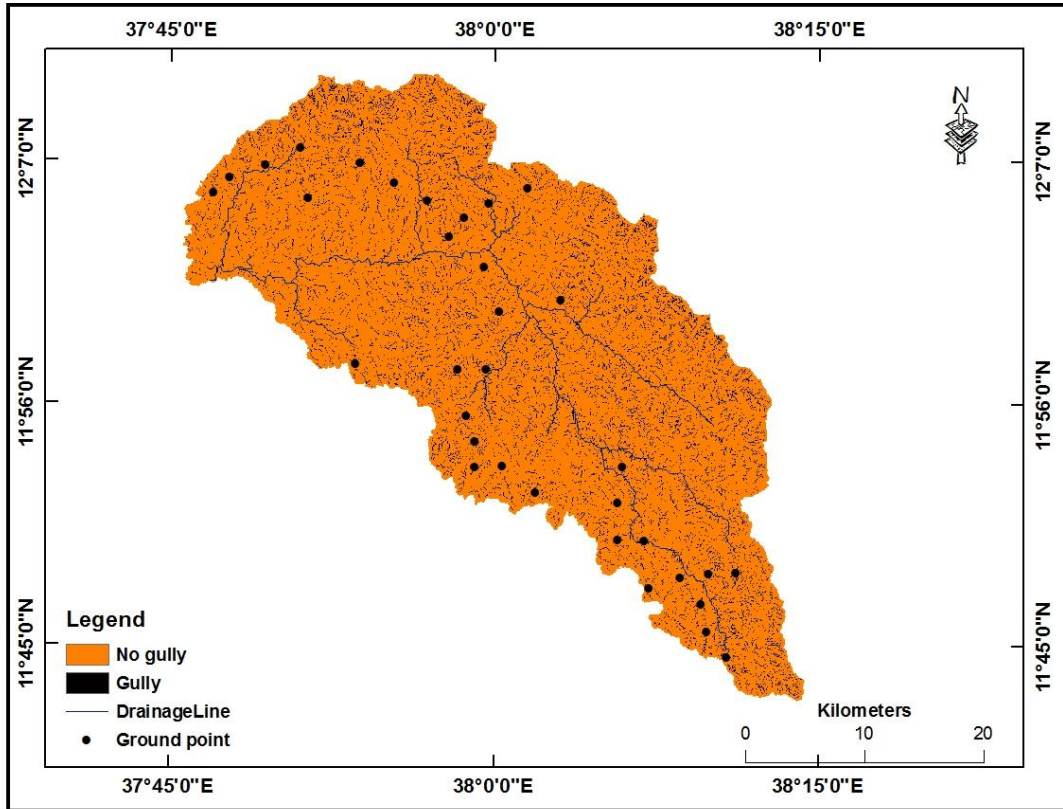 37°45'0"E 38°0'0"E 38°15'0"E
N
12°7'0"N 12°7'0"N
11°56'0"N 11°56'0"N
11°45'0"N 11°45'0"N
Legend
No gully
Gully
DrainageLine
Ground point
Kilometers
0 10 20
37°45'0"E 38°0'0"E 38°15'0"E